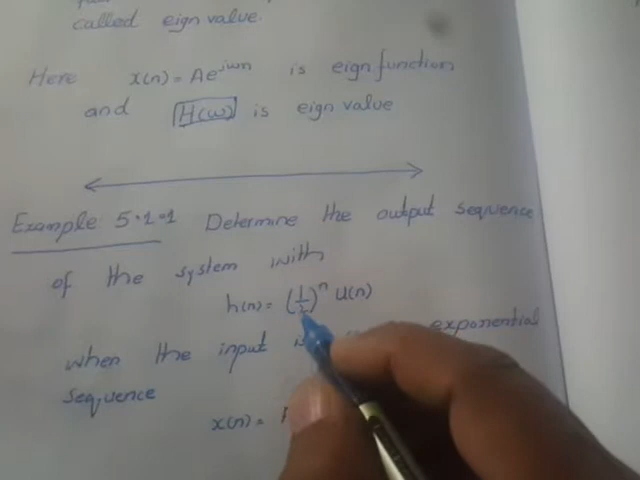 called eign value.
Here x(n) = Ae^jwn is eign function
and H(w) is eign value
Example 5.1.1 Determine the output sequence
of the system with
h(n) = (1/2)^n U(n)
when the input is exponential
sequence
x(n) =